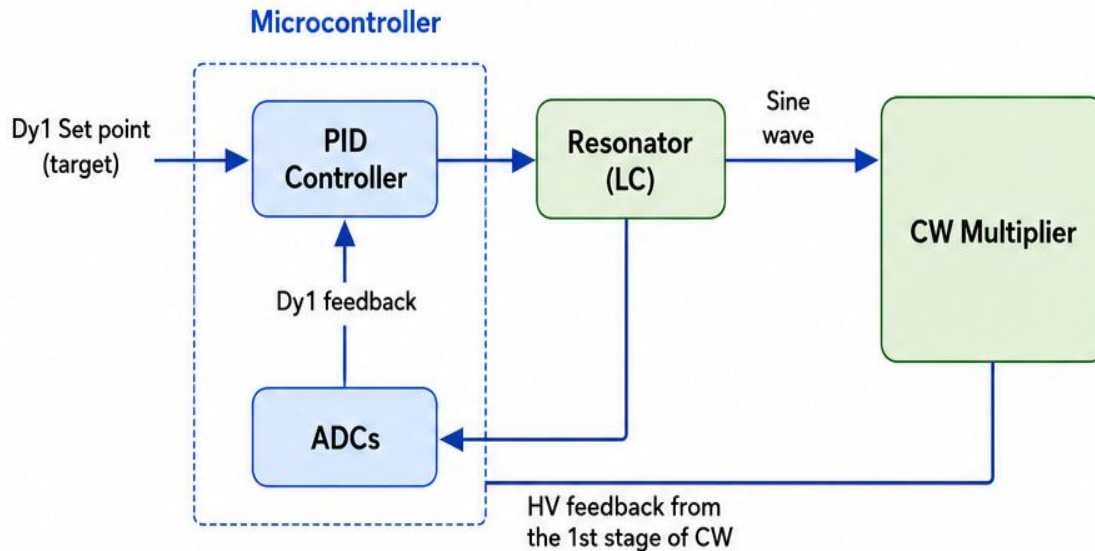 Microcontroller
Dy1 Set point
(target)
PID
Controller
Resonator
(LC)
Sine
wave
CW Multiplier
Dy1 feedback
ADCs
HV feedback from
the 1st stage of CW